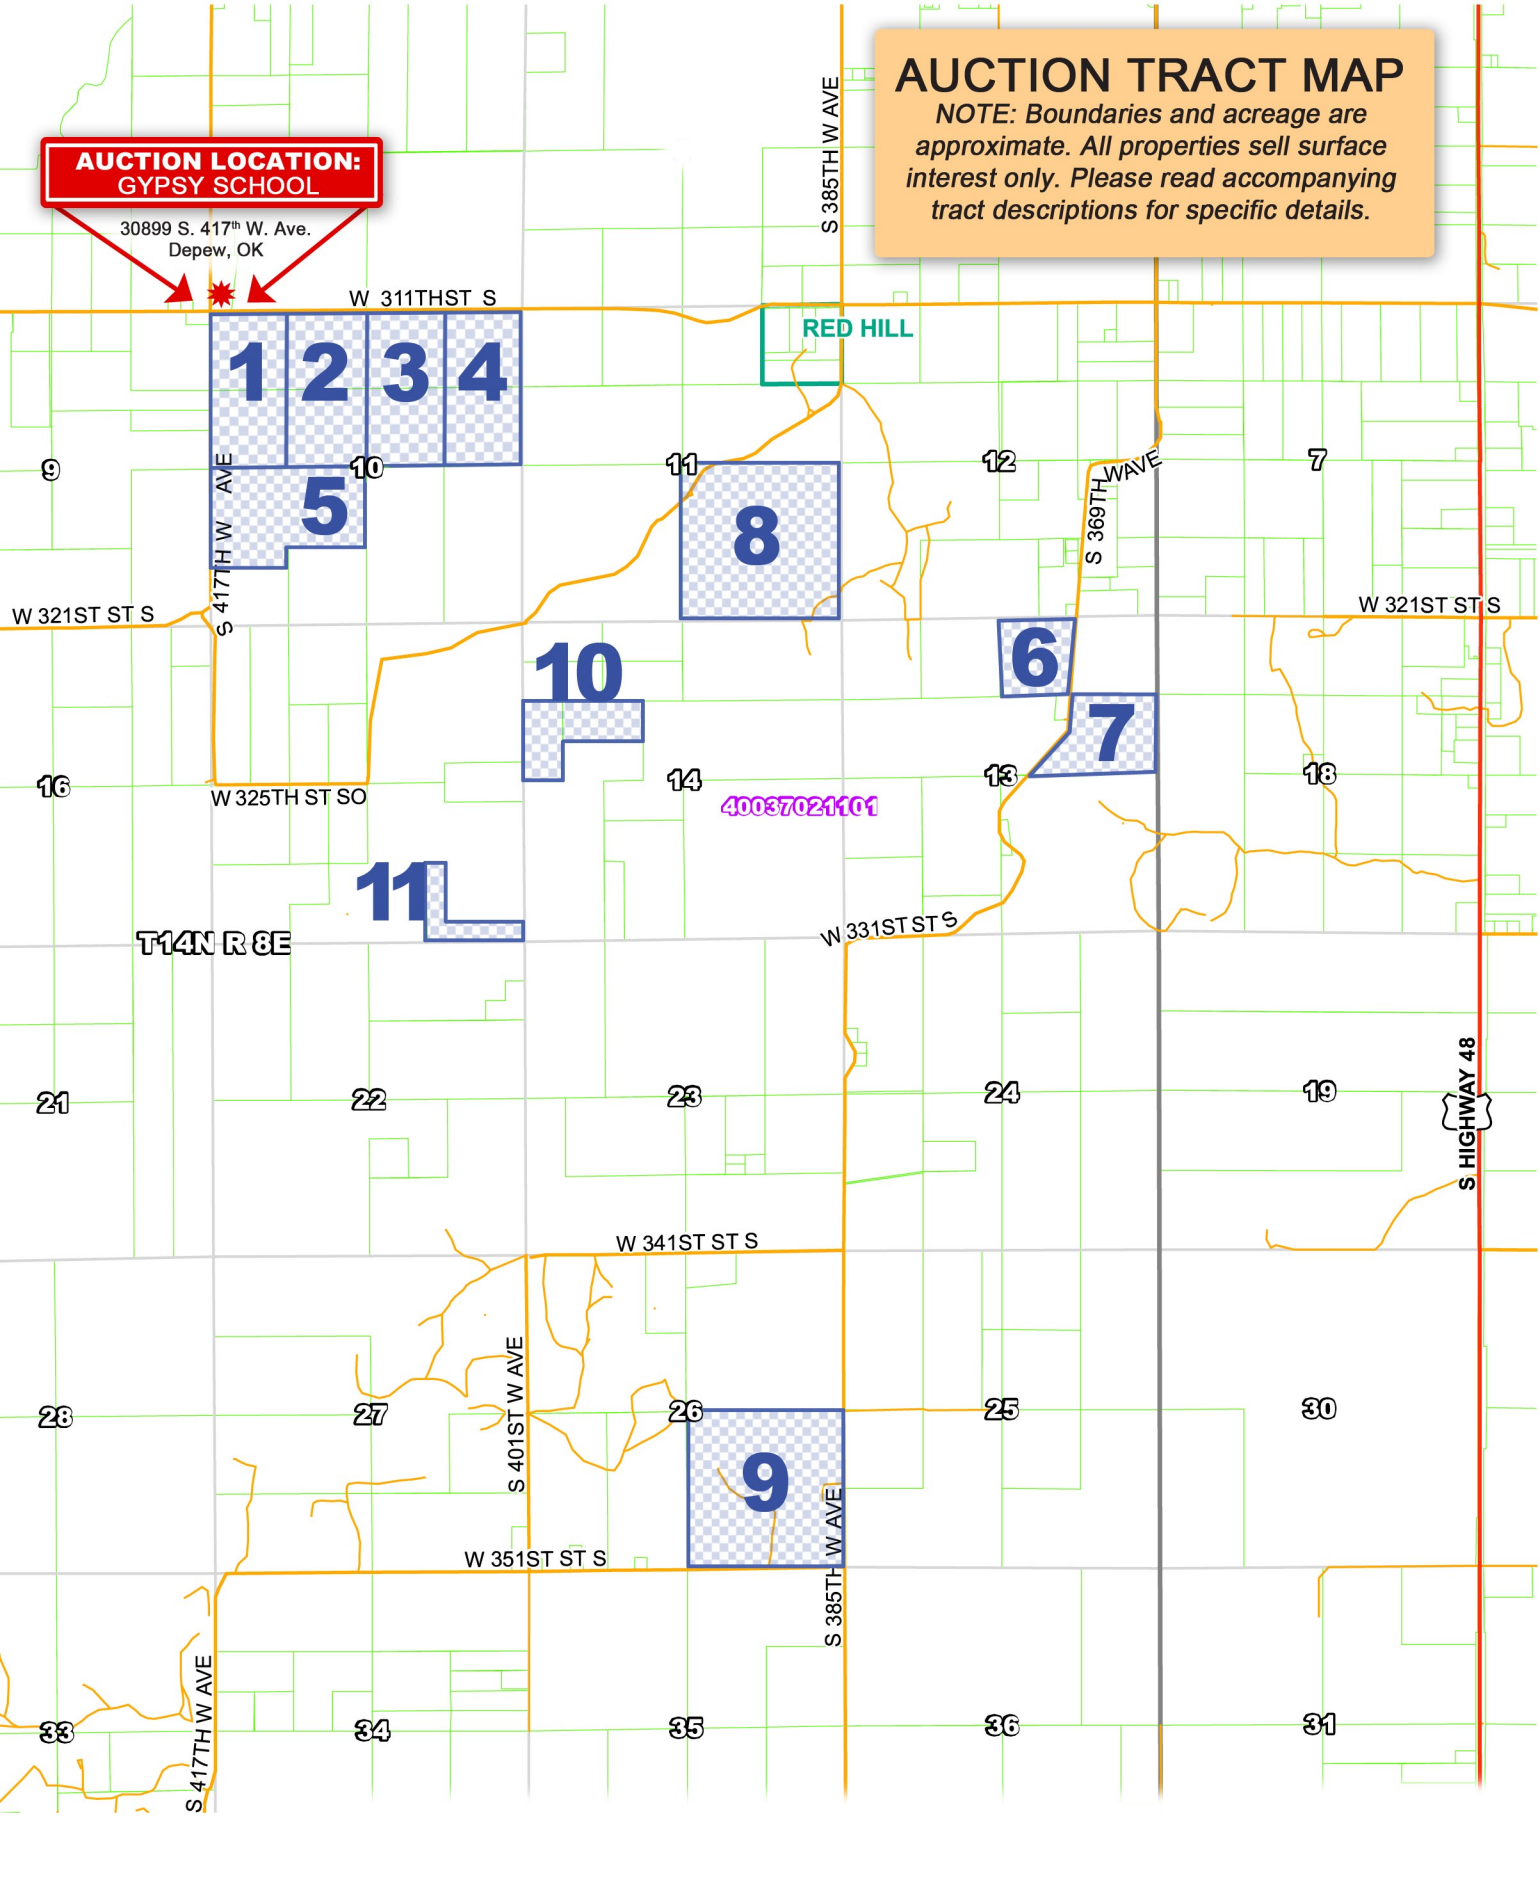 AUCTION TRACT MAP
NOTE: Boundaries and acreage are
approximate. All properties sell surface
interest only. Please read accompanying
tract descriptions for specific details.
S 385TH W AVE
AUCTION LOCATION:
GYPSY SCHOOL
30899 S. 417th W. Ave.
Depew, OK
W 311THST S
RED HILL
1
2
3
4
9
10
11
12
7
S 369TH
WAVE
5
8
S 417TH W AVE
W 321ST ST S
W 321ST ST S
6
10
7
16
14
13
18
W 325TH ST SO
40037021101
11
T14N R 8E
W 331ST ST S
21
22
23
24
19
S HIGHWAY 48
W 341ST ST S
S 401ST W AVE
28
27
26
25
30
9
S 385TH W AVE
W 351ST ST S
S 417TH W AVE
33
34
35
36
31